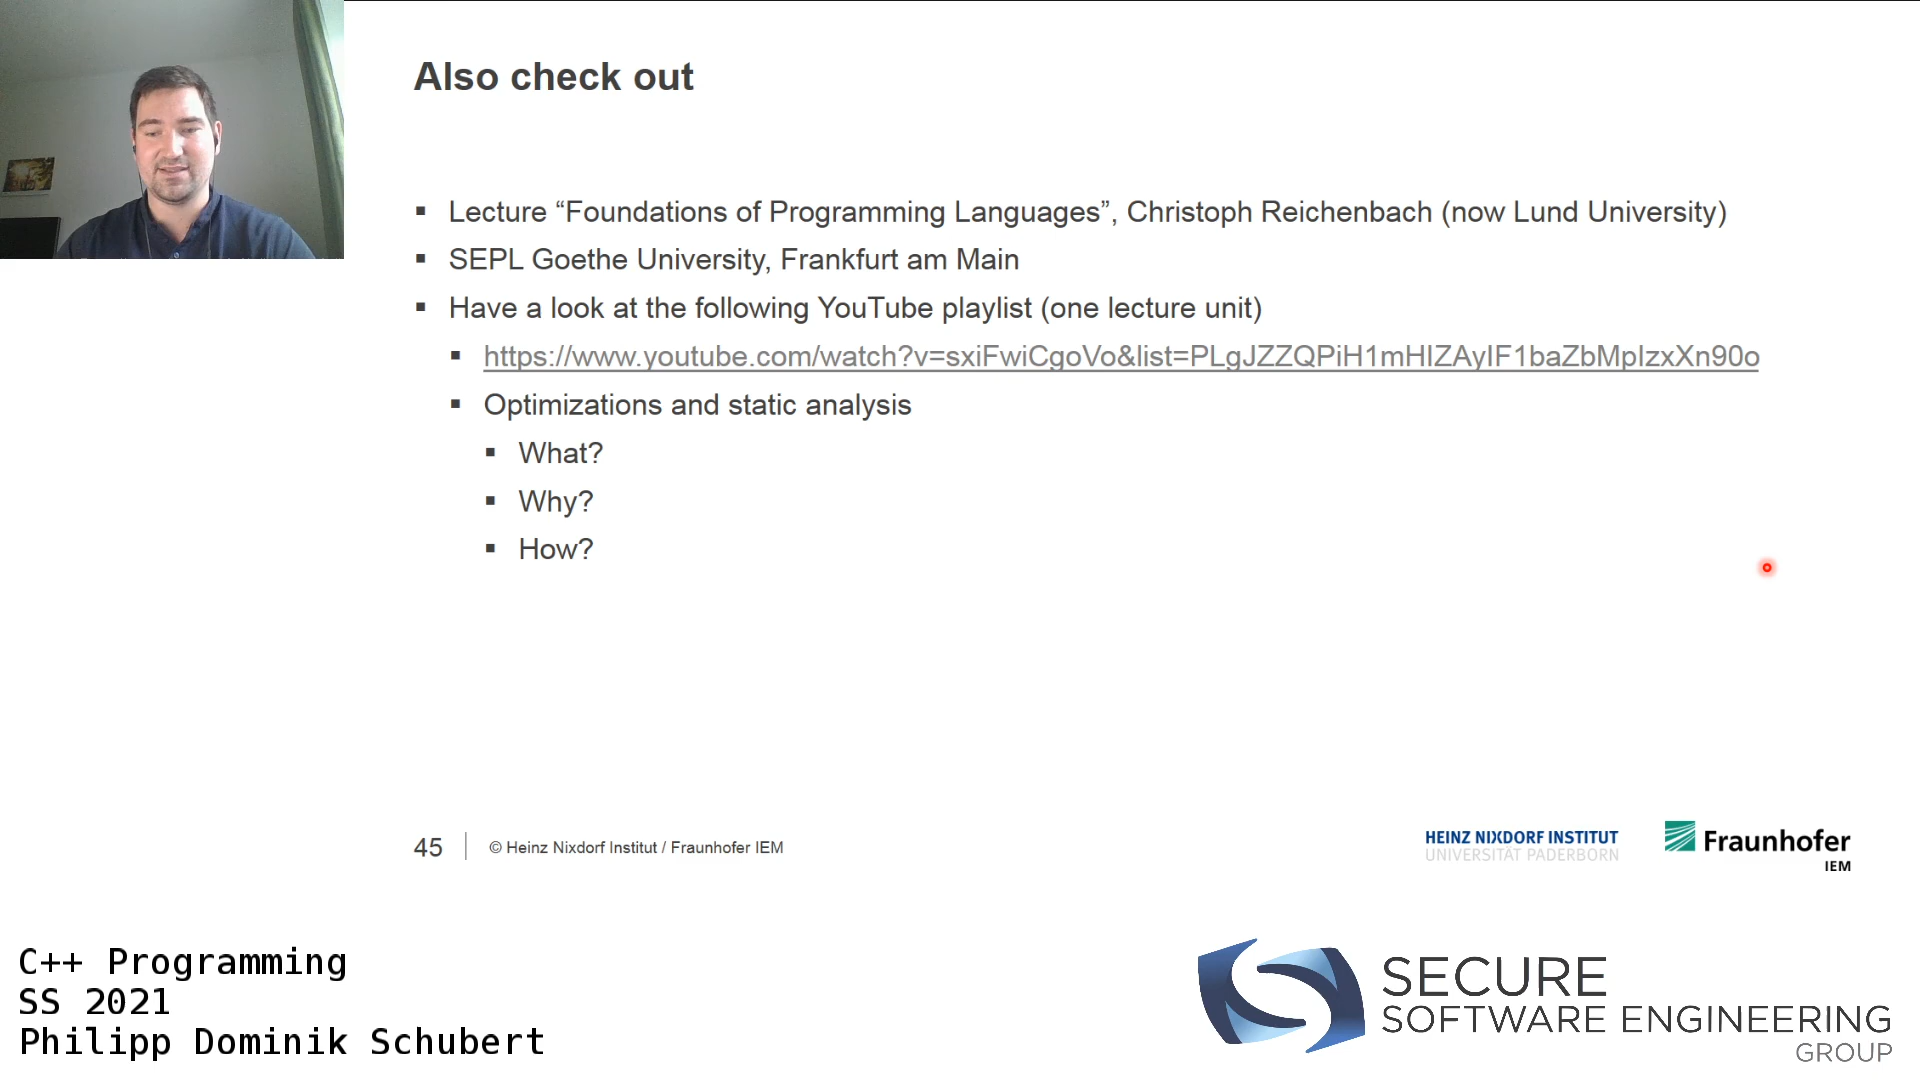 Also check out
▪ Lecture “Foundations of Programming Languages”, Christoph Reichenbach (now Lund University)
▪ SEPL Goethe University, Frankfurt am Main
▪ Have a look at the following YouTube playlist (one lecture unit)
▪ https://www.youtube.com/watch?v=sxiFwiCgoVo&list=PLgJZZQPiH1mHIZAyIF1baZbMpIzxXn90o
▪ Optimizations and static analysis
▪ What?
▪ Why?
▪ How?
45 © Heinz Nixdorf Institut / Fraunhofer IEM
HEINZ NIXDORF INSTITUT
UNIVERSITÄT PADERBORN
Fraunhofer
IEM
C++ Programming
SS 2021
Philipp Dominik Schubert
SECURE
SOFTWARE ENGINEERING
GROUP